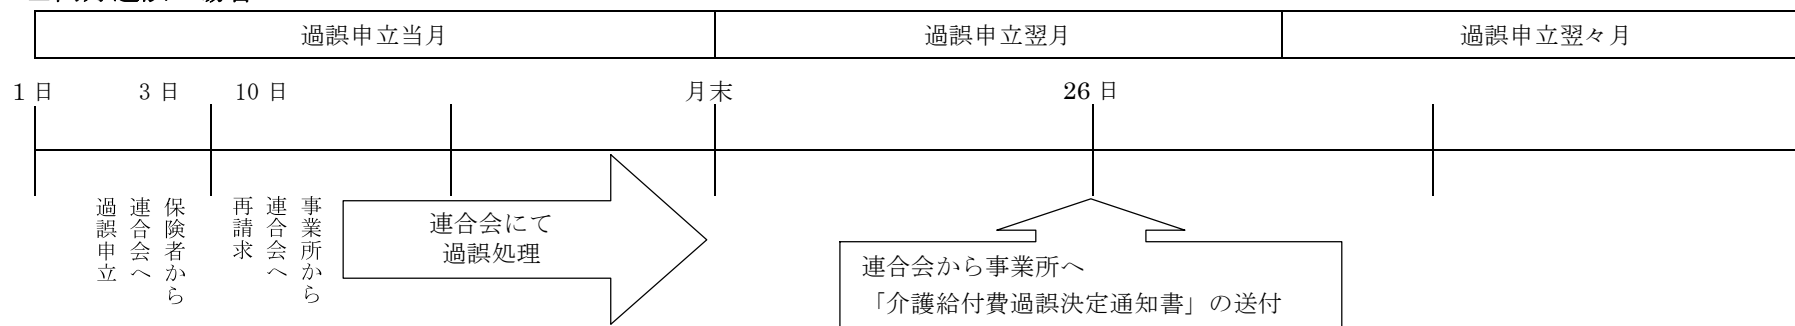 過誤申立当月
過誤申立翌月
過誤申立翌々月
1日
3日
10日
月末
26日
保険者から
連合会へ
過誤申立
事業所から
連合会へ
再請求
連合会にて
過誤処理
連合会から事業所へ
「介護給付費過誤決定通知書」の送付